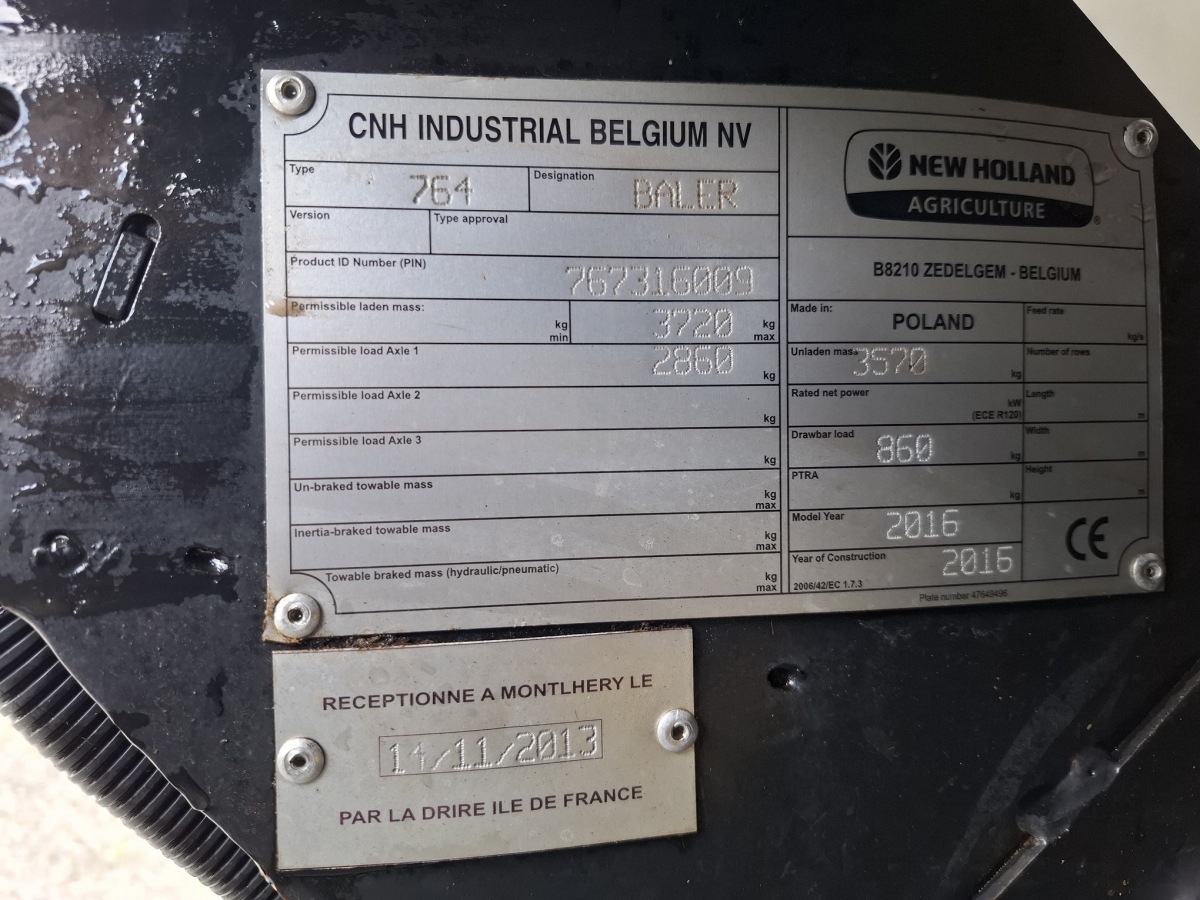 CNH INDUSTRIAL BELGIUM NV
Type 764 Designation BALER
Version Type approval
Product ID Number (PIN) 767316009
Permissible laden mass: kg min 3720 kg max
Permissible load Axle 1 2860 kg
Permissible load Axle 2 kg
Permissible load Axle 3 kg
Un-braked towable mass kg max
Inertia-braked towable mass kg max
Towable braked mass (hydraulic/pneumatic) kg max
NEW HOLLAND
AGRICULTURE ®
B8210 ZEDELGEM - BELGIUM
Made in: POLAND Feed rate kg/s
Unladen mass 3570 kg Number of rows
Rated net power kW (ECE R120) Length m
Drawbar load 860 kg Width m
PTRA kg Height m
Model Year 2016
Year of Construction 2016
2006/42/EC 1.7.3
CE
Plate number 47649496
RECEPTIONNE A MONTLHERY LE
14/11/2013
PAR LA DRIRE ILE DE FRANCE